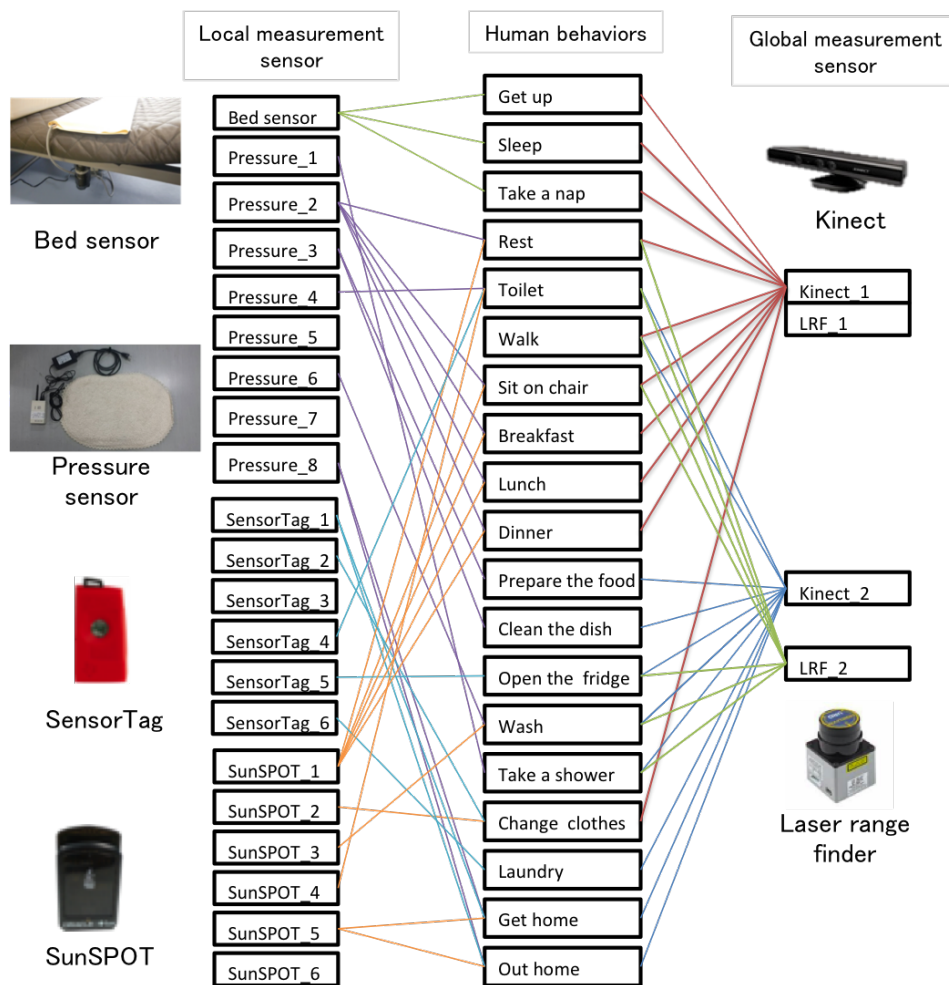 Local measurement
sensor
Human behaviors
Global measurement
sensor
Bed sensor
Pressure_1
Pressure_2
Pressure_3
Pressure_4
Pressure_5
Pressure_6
Pressure_7
Pressure_8
SensorTag_1
SensorTag_2
SensorTag_3
SensorTag_4
SensorTag_5
SensorTag_6
SunSPOT_1
SunSPOT_2
SunSPOT_3
SunSPOT_4
SunSPOT_5
SunSPOT_6
Get up
Sleep
Take a nap
Rest
Toilet
Walk
Sit on chair
Breakfast
Lunch
Dinner
Prepare the food
Clean the dish
Open the fridge
Wash
Take a shower
Change clothes
Laundry
Get home
Out home
Kinect
Kinect_1
LRF_1
Kinect_2
LRF_2
Laser range
finder
Bed sensor
Pressure
sensor
SensorTag
SunSPOT